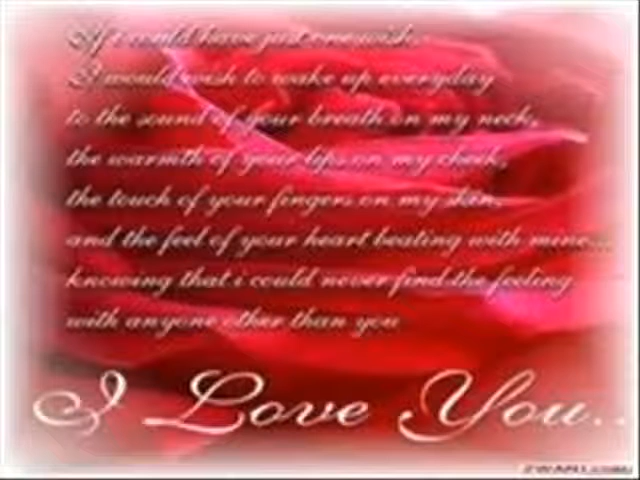 If i could have just one wish,
I would wish to wake up everyday
to the sound of your breath on my neck,
the warmth of your lips on my cheek,
the touch of your fingers on my skin,
and the feel of your heart beating with mine...
knowing that i could never find the feeling
with anyone other than you
I Love You..